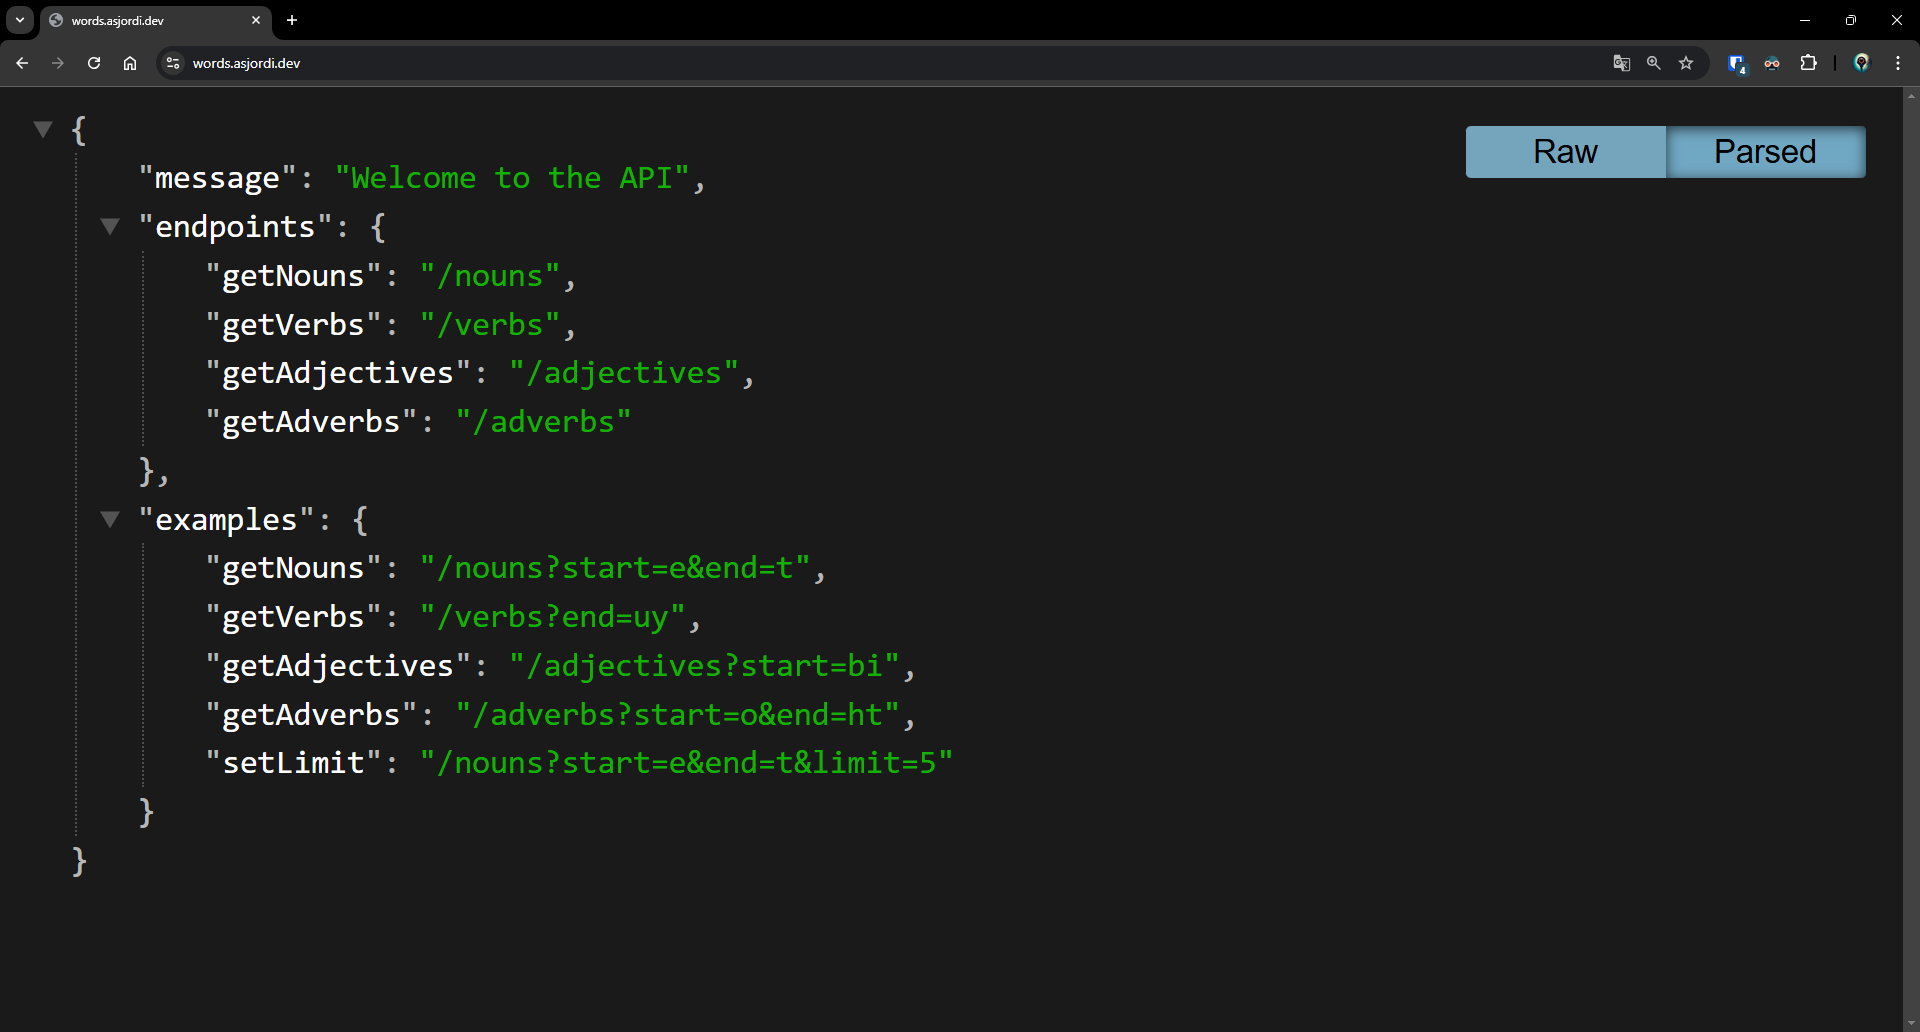 words.asjordi.dev
words.asjordi.dev
4
Raw
Parsed
{
"message": "Welcome to the API",
"endpoints": {
"getNouns": "/nouns",
"getVerbs": "/verbs",
"getAdjectives": "/adjectives",
"getAdverbs": "/adverbs"
},
"examples": {
"getNouns": "/nouns?start=e&end=t",
"getVerbs": "/verbs?end=uy",
"getAdjectives": "/adjectives?start=bi",
"getAdverbs": "/adverbs?start=o&end=ht",
"setLimit": "/nouns?start=e&end=t&limit=5"
}
}